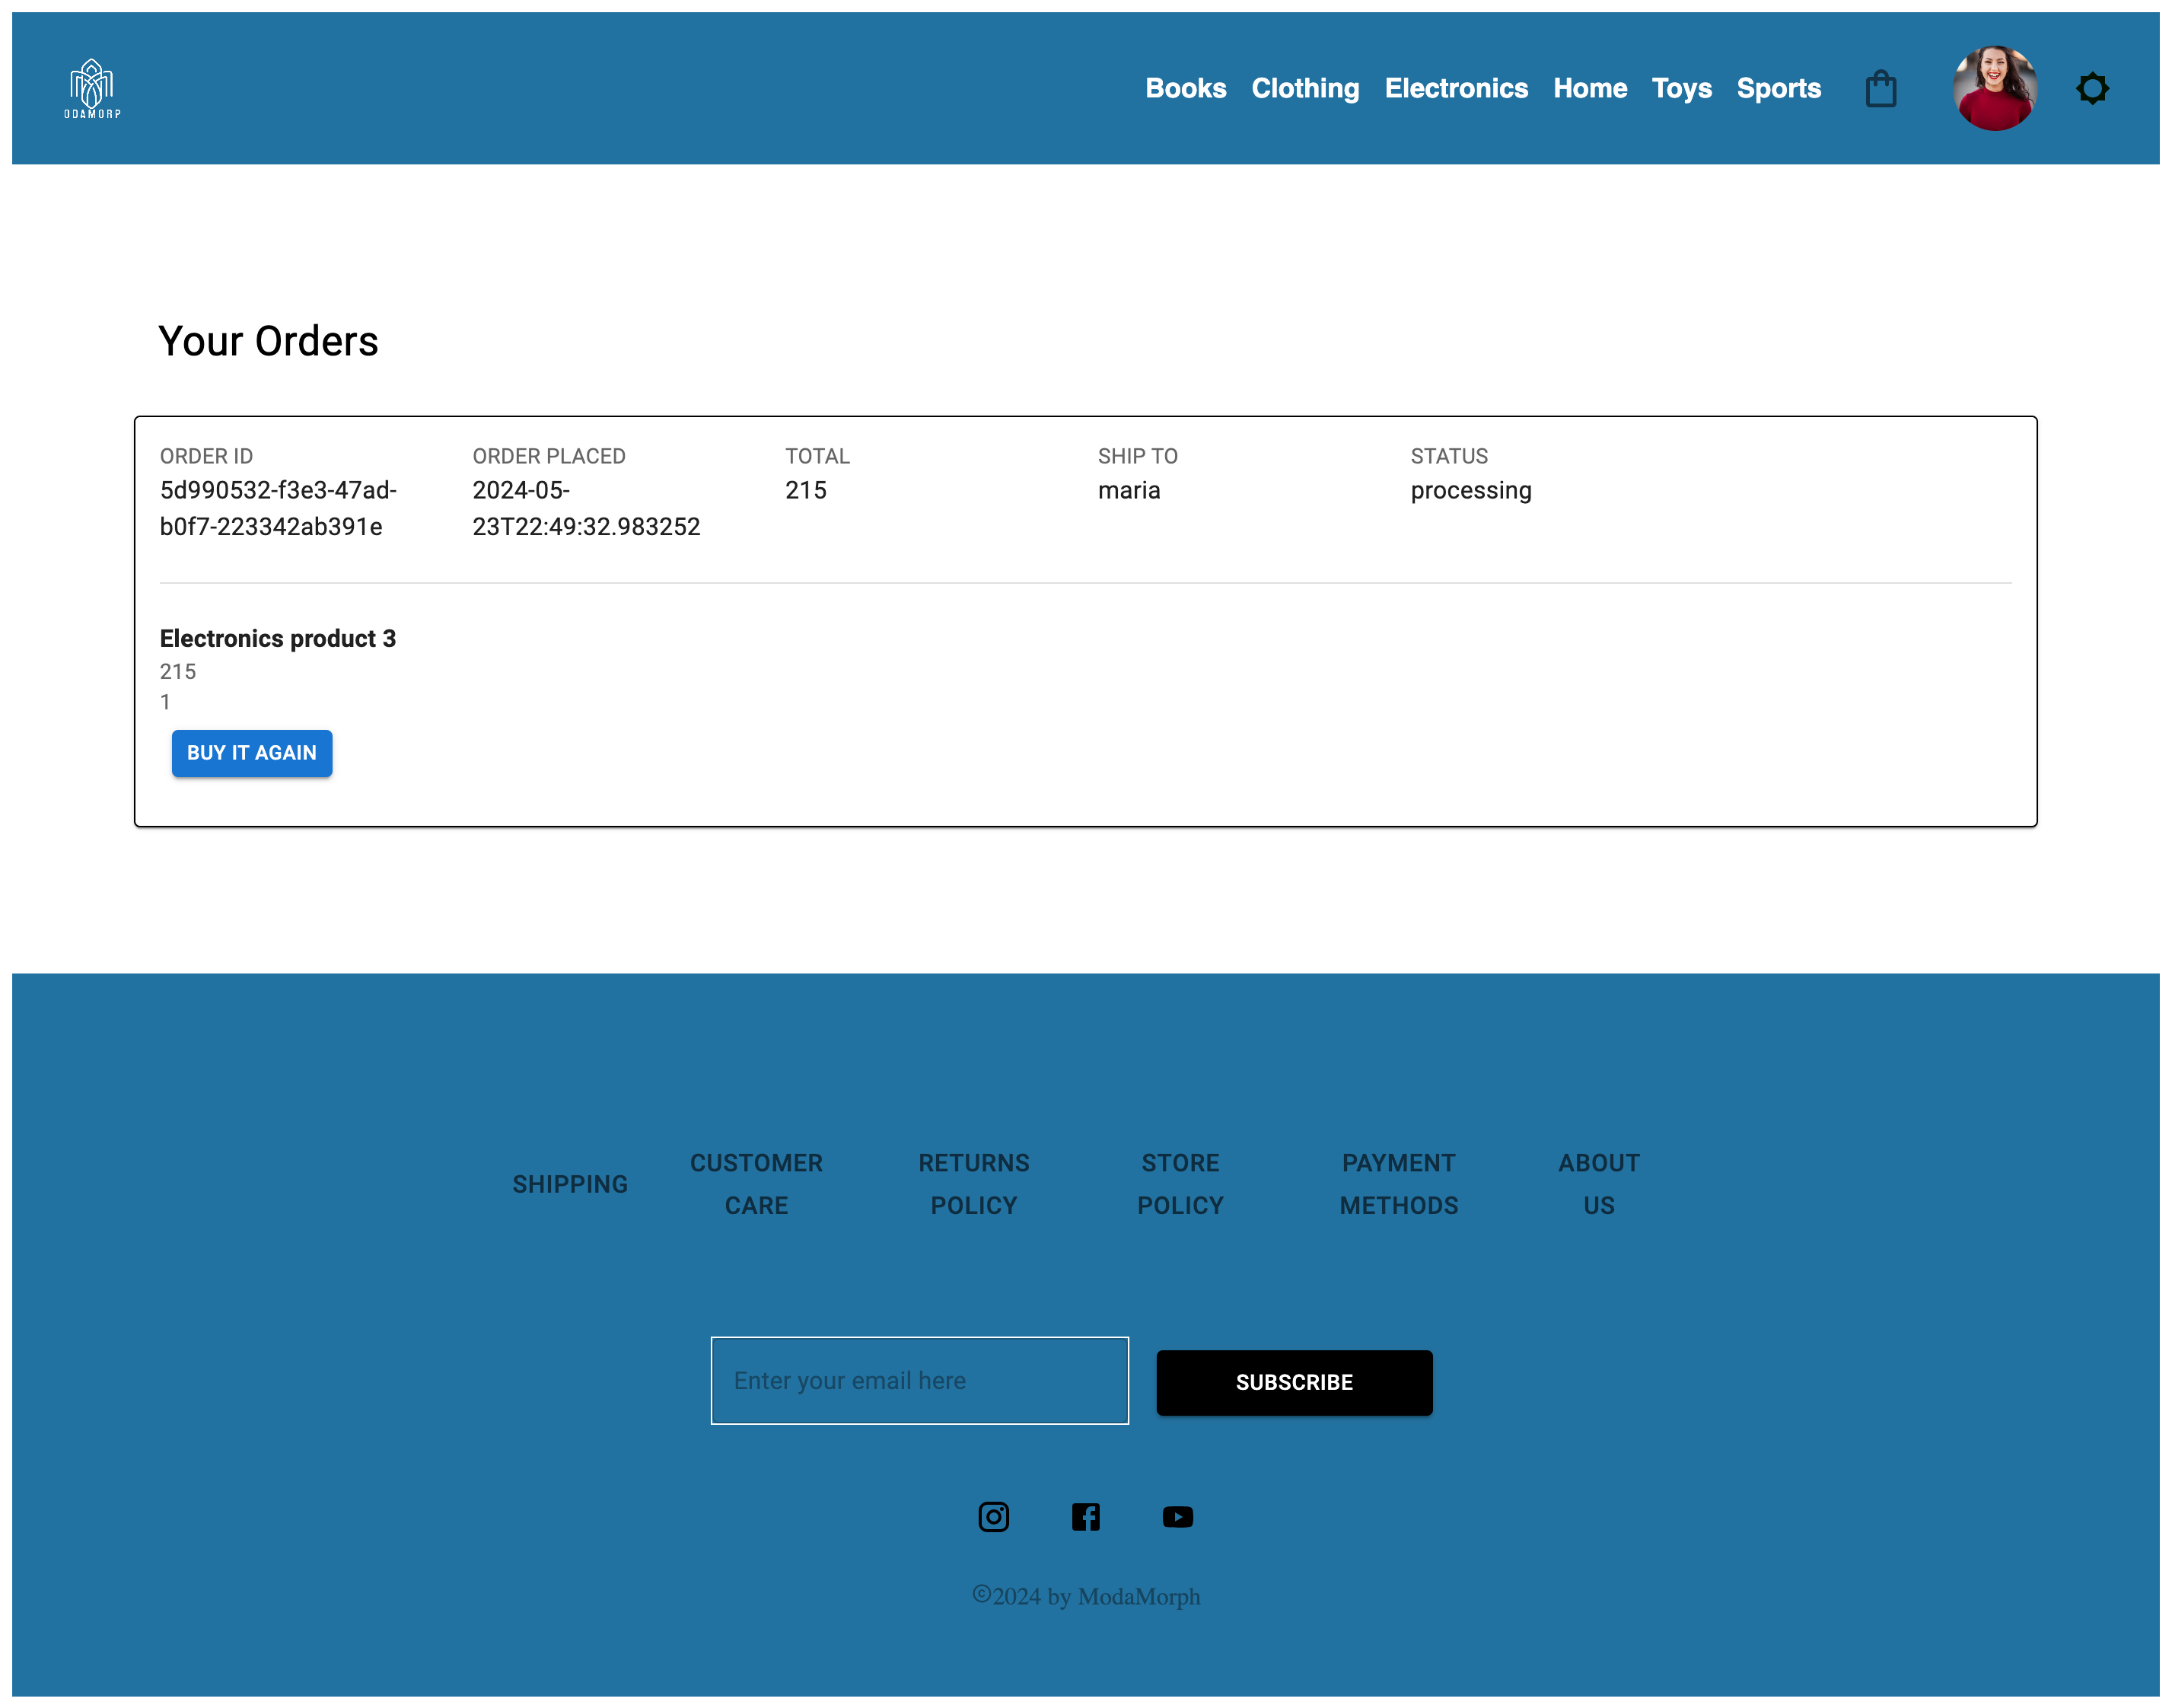 ODAMORP
Books Clothing Electronics Home Toys Sports
Your Orders
ORDER ID ORDER PLACED TOTAL SHIP TO STATUS
5d990532-f3e3-47ad- 2024-05- 215 maria processing
b0f7-223342ab391e 23T22:49:32.983252
Electronics product 3
215
1
BUY IT AGAIN
SHIPPING
CUSTOMER
CARE
RETURNS
POLICY
STORE
POLICY
PAYMENT
METHODS
ABOUT
US
Enter your email here
SUBSCRIBE
©2024 by ModaMorph